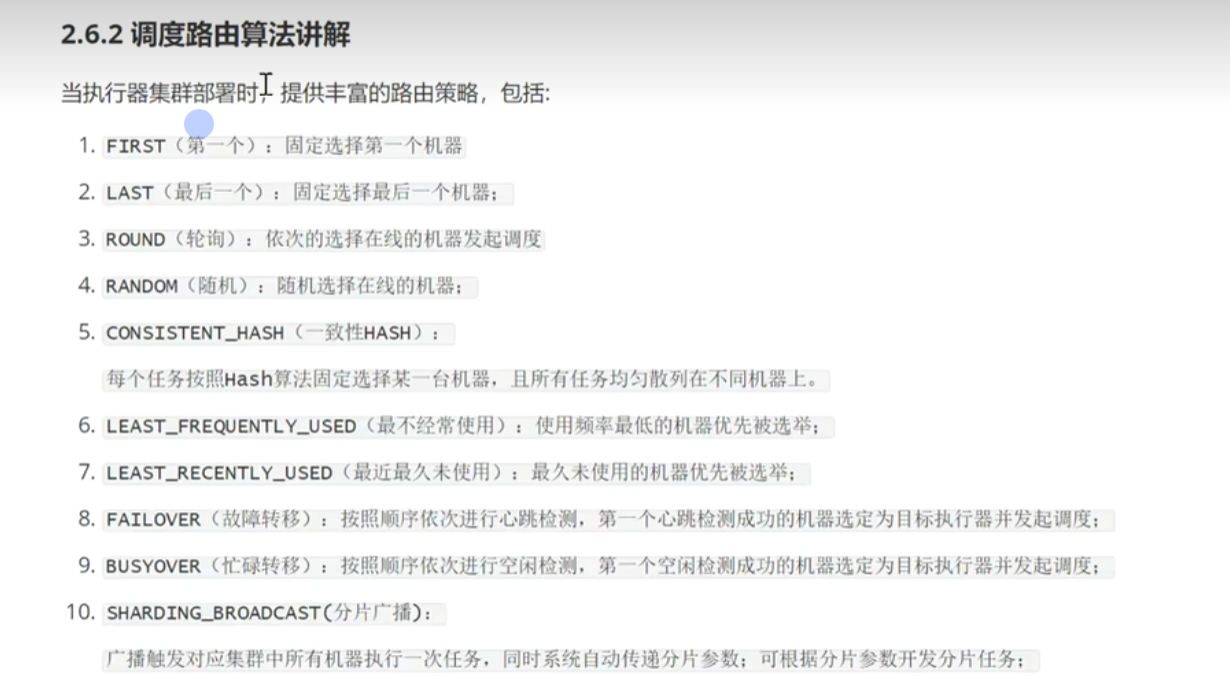 2.6.2 调度路由算法讲解
当执行器集群部署时，提供丰富的路由策略，包括:
1. FIRST（第一个）：固定选择第一个机器
2. LAST（最后一个）：固定选择最后一个机器；
3. ROUND（轮询）：依次的选择在线的机器发起调度
4. RANDOM（随机）：随机选择在线的机器；
5. CONSISTENT_HASH（一致性HASH）：
每个任务按照Hash算法固定选择某一台机器，且所有任务均匀散列在不同机器上。
6. LEAST_FREQUENTLY_USED（最不经常使用）：使用频率最低的机器优先被选举；
7. LEAST_RECENTLY_USED（最近最久未使用）：最久未使用的机器优先被选举；
8. FAILOVER（故障转移）：按照顺序依次进行心跳检测，第一个心跳检测成功的机器选定为目标执行器并发起调度；
9. BUSYOVER（忙碌转移）：按照顺序依次进行空闲检测，第一个空闲检测成功的机器选定为目标执行器并发起调度；
10. SHARDING_BROADCAST(分片广播)：
广播触发对应集群中所有机器执行一次任务，同时系统自动传递分片参数；可根据分片参数开发分片任务；